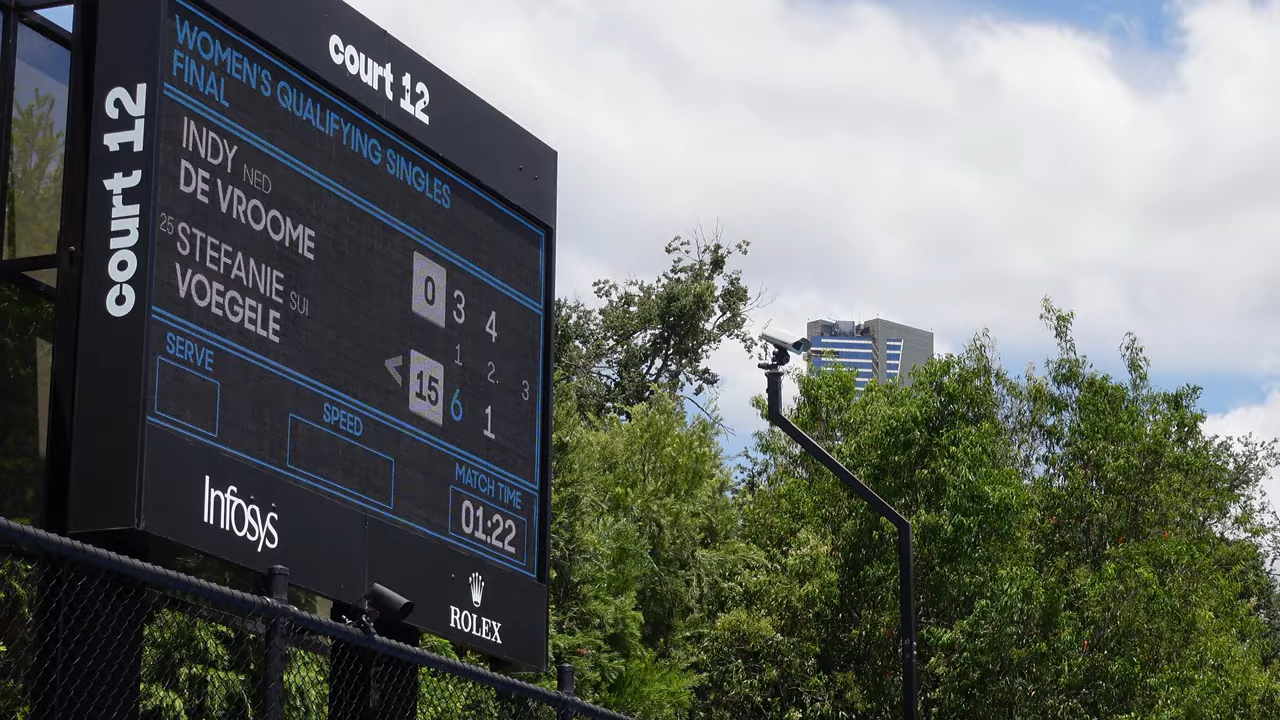 court 12
court 12
WOMEN'S QUALIFYING SINGLES
FINAL
INDY NED
DE VROOME
0 3 4
25 STEFANIE SUI
VOEGELE
1 2 3
< 15 6 1
SERVE
SPEED
MATCH TIME
01:22
Infosys
ROLEX